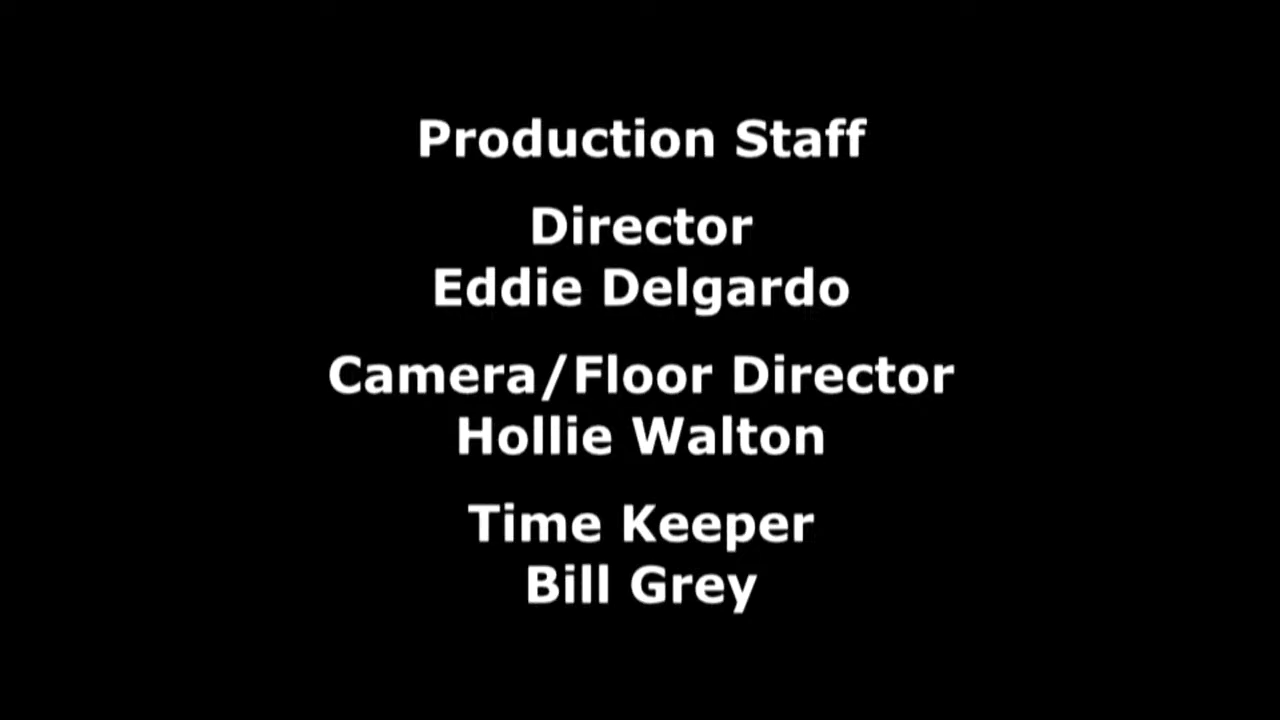 Production Staff
Director
Eddie Delgardo
Camera/Floor Director
Hollie Walton
Time Keeper
Bill Grey